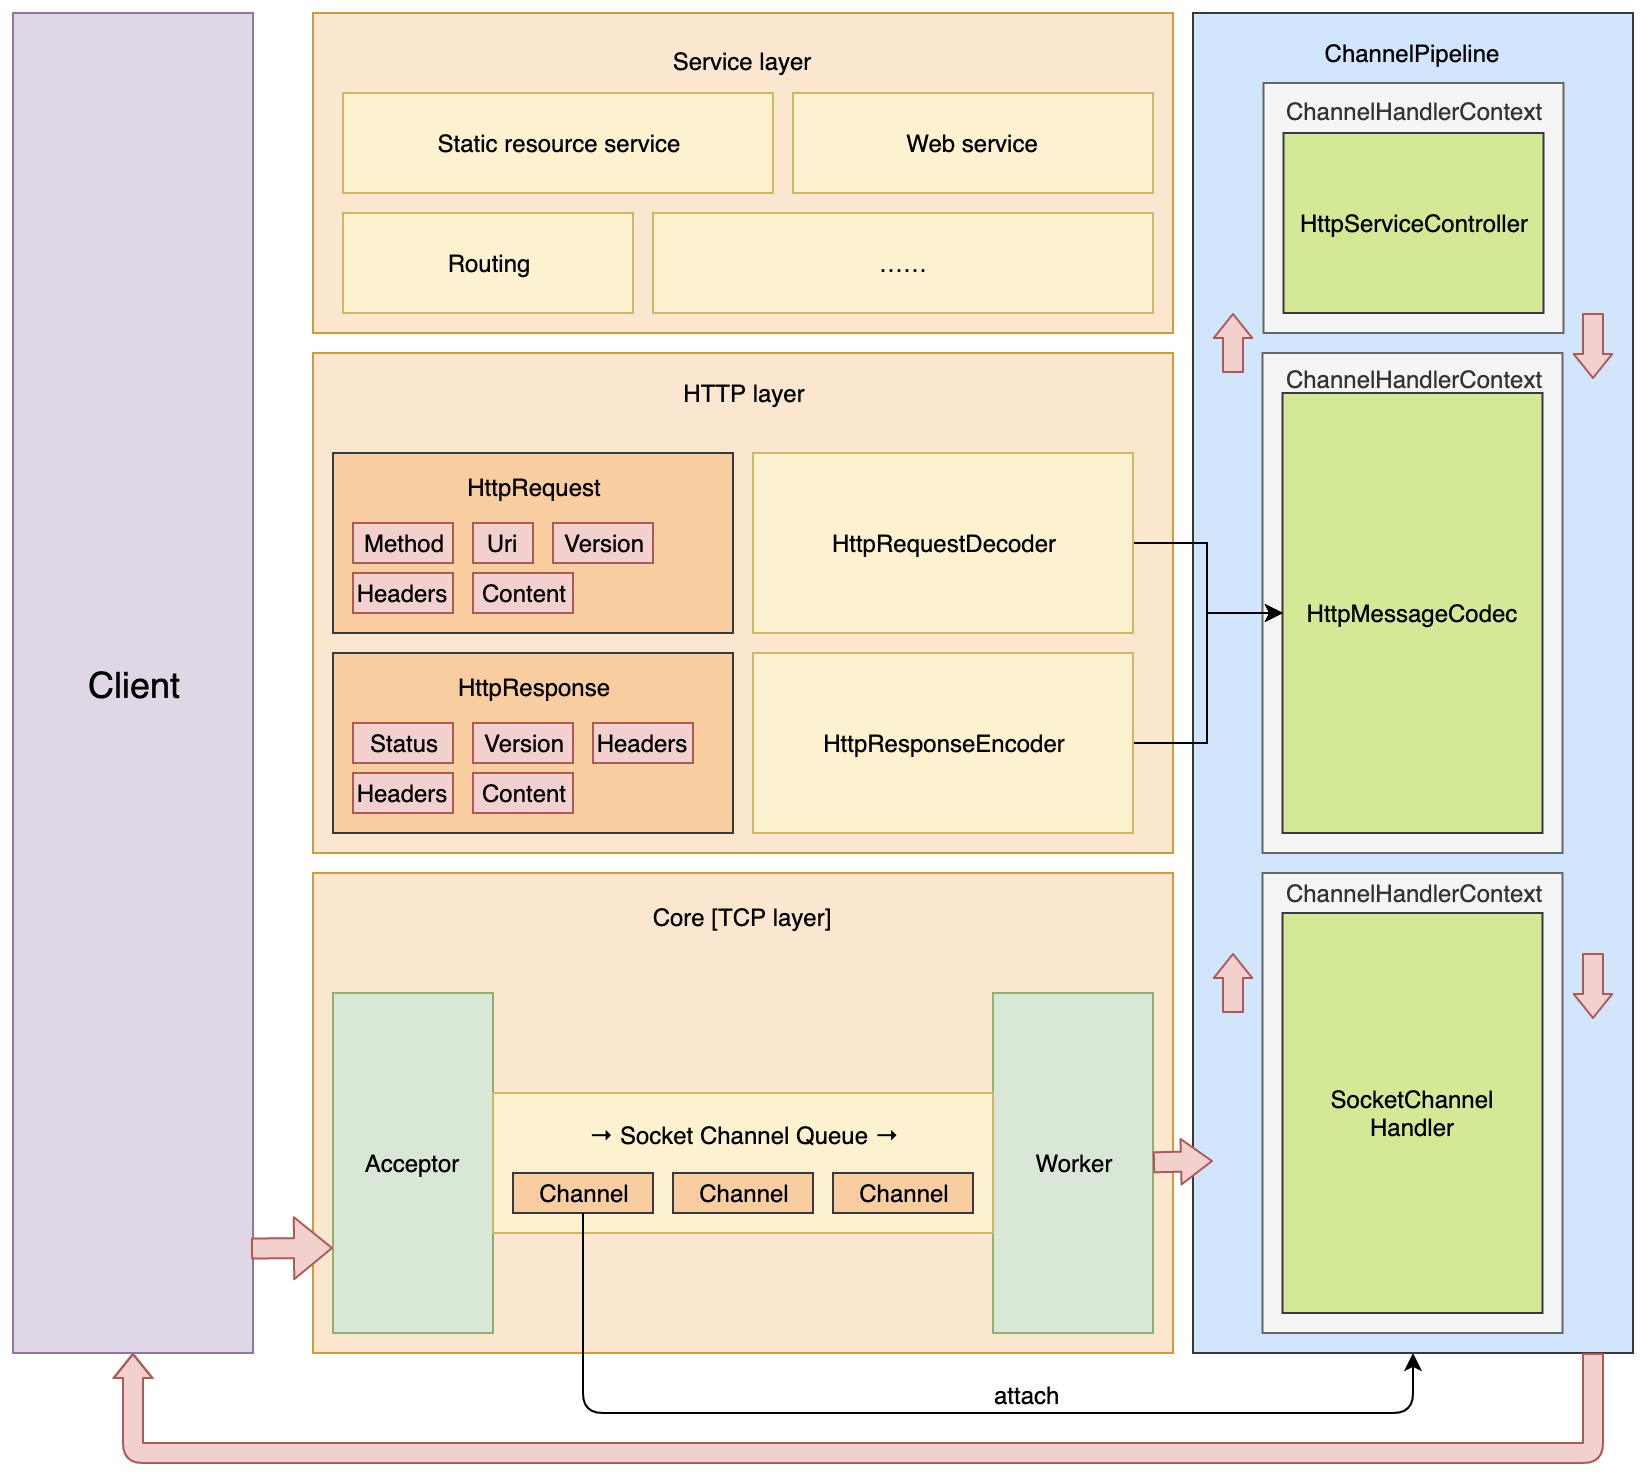 Client
Service layer
Static resource service
Web service
Routing
......
HTTP layer
HttpRequest
Method
Uri
Version
Headers
Content
HttpRequestDecoder
HttpResponse
Status
Version
Headers
Headers
Content
HttpResponseEncoder
Core [TCP layer]
Acceptor
→ Socket Channel Queue →
Channel
Channel
Channel
Worker
attach
ChannelPipeline
ChannelHandlerContext
HttpServiceController
ChannelHandlerContext
HttpMessageCodec
ChannelHandlerContext
SocketChannel
Handler